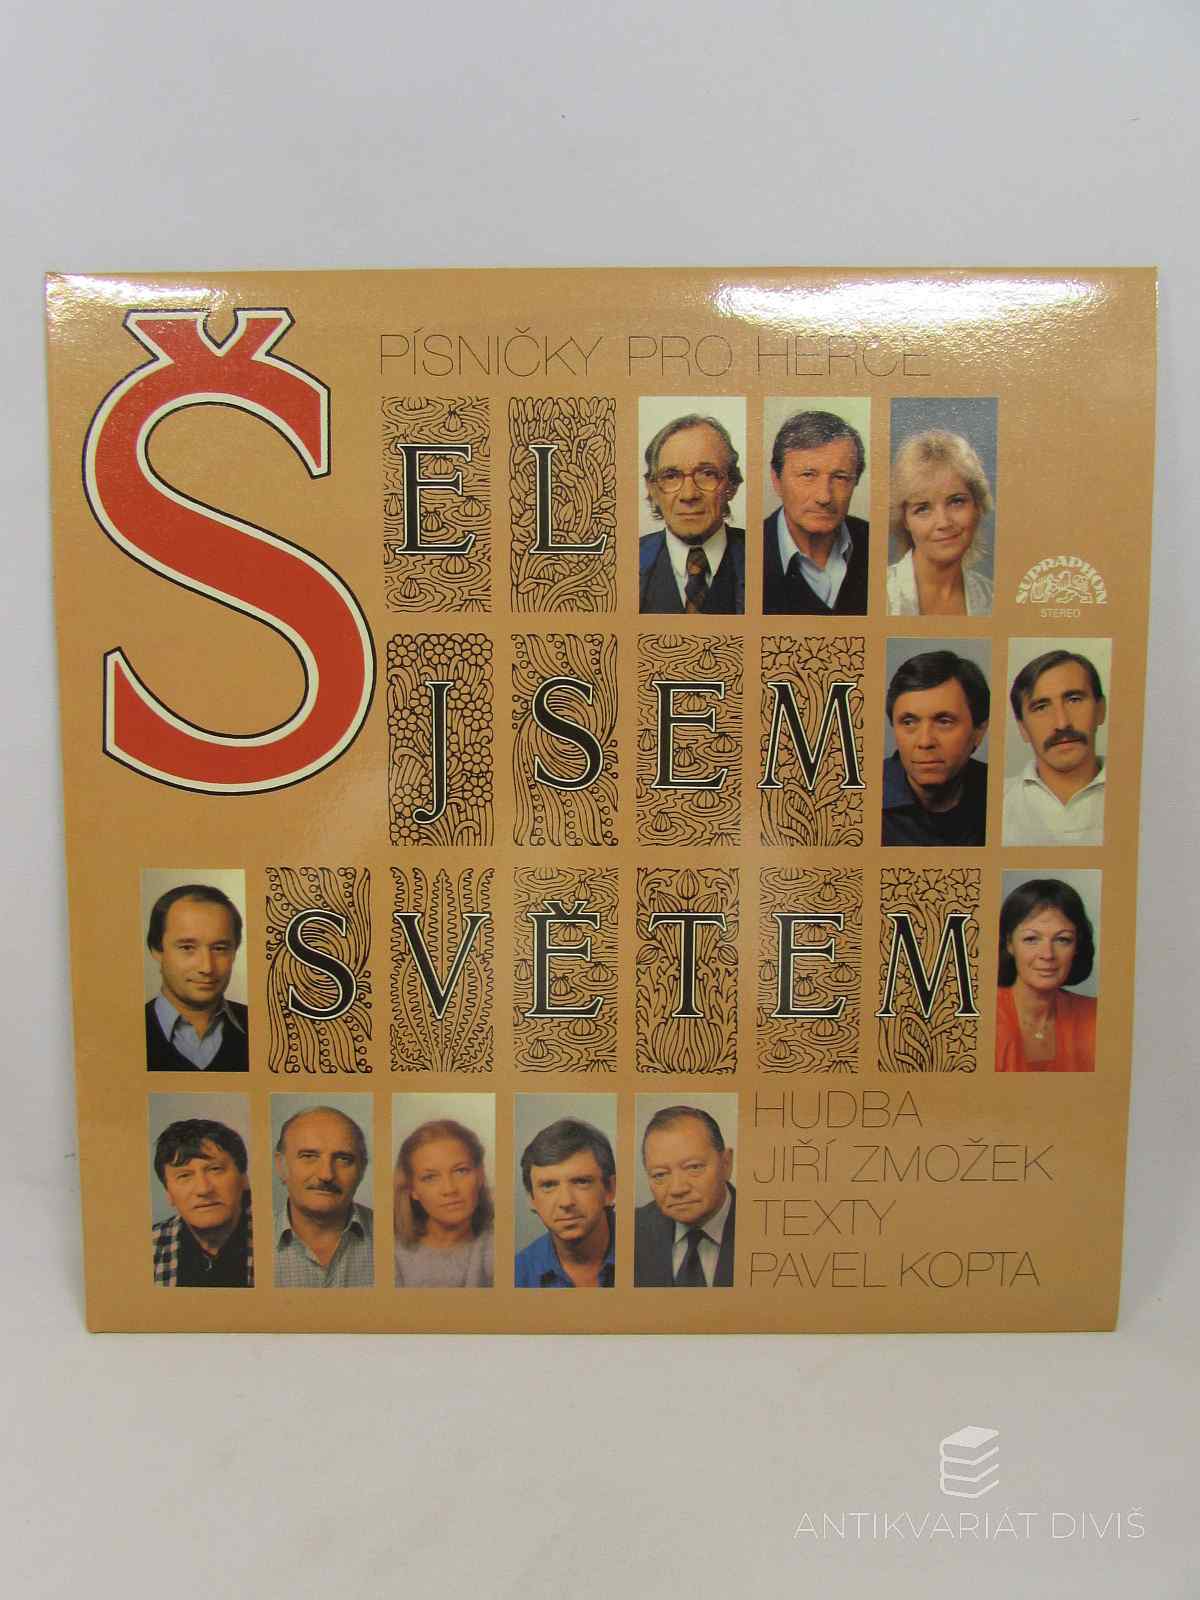 PÍSNIČKY PRO HERCE
ŠEL
JSEM
SVĚTEM
SUPRAPHON
STEREO
HUDBA
JIŘÍ ZMOŽEK
TEXTY
PAVEL KOPTA
ANTIKVARIÁT DIVIŠ